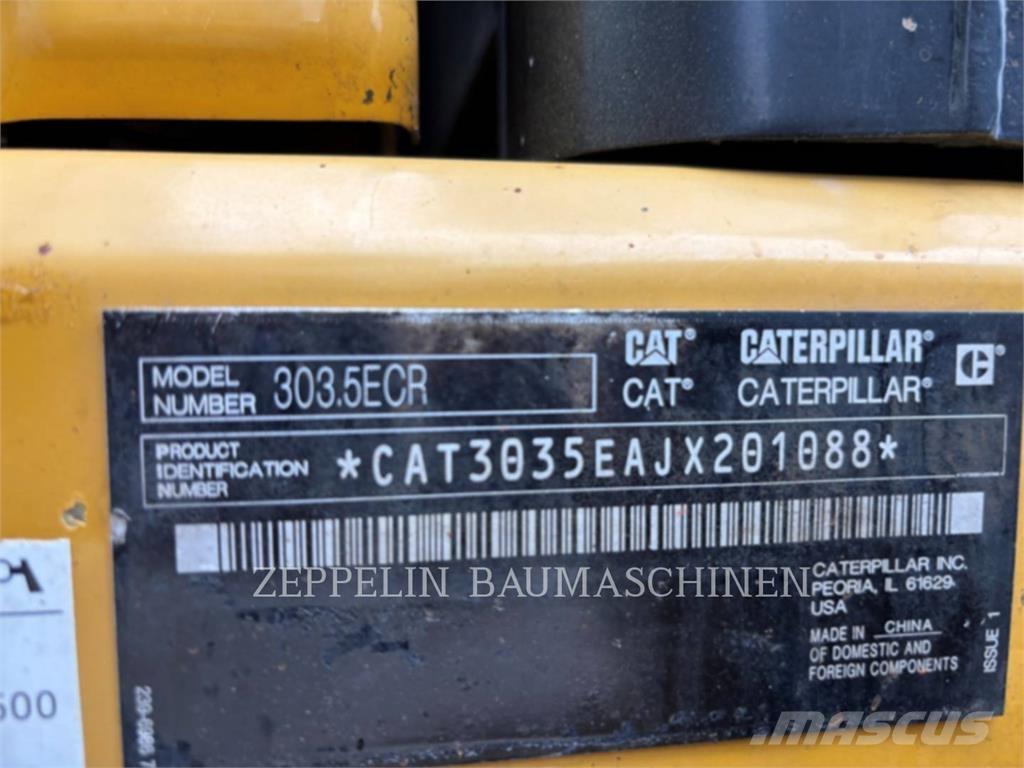 MODEL NUMBER 303.5ECR
CAT® CATERPILLAR®
CAT® CATERPILLAR®
PRODUCT IDENTIFICATION NUMBER *CAT3035EAJX201088*
ZEPPELIN BAUMASCHINEN
CATERPILLAR INC.
PEORIA, IL 61629
USA
MADE IN CHINA
OF DOMESTIC AND
FOREIGN COMPONENTS
ISSUE 1
MASCUS